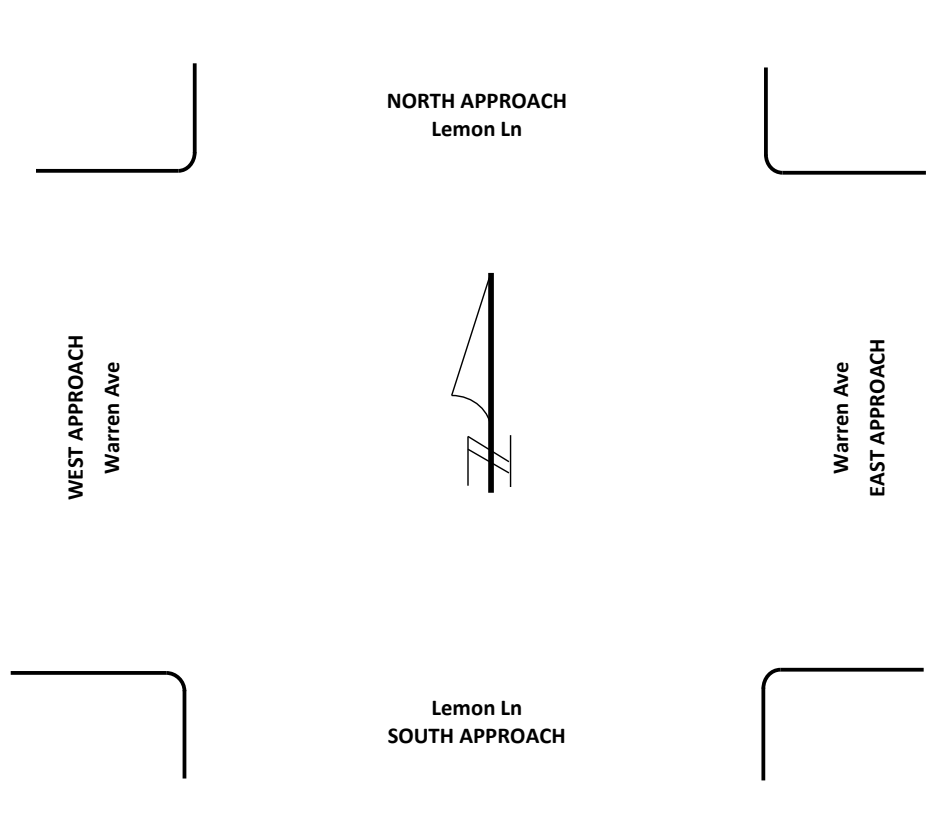 NORTH APPROACH
Lemon Ln
WEST APPROACH
Warren Ave
Warren Ave
EAST APPROACH
N
Lemon Ln
SOUTH APPROACH